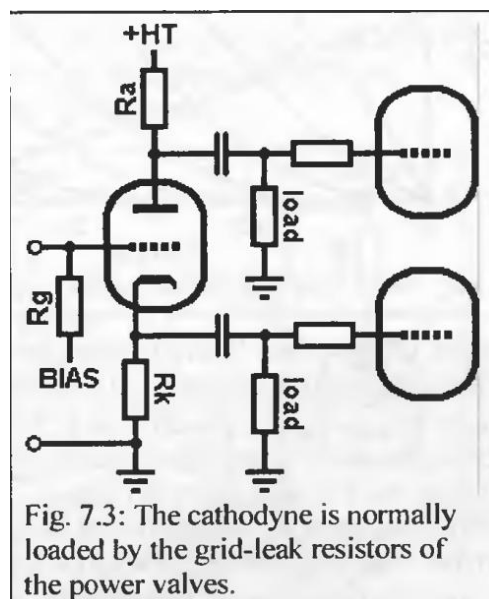 +HT
Ra
load
Rg
BIAS
Rk
load
Fig. 7.3: The cathodyne is normally
loaded by the grid-leak resistors of
the power valves.